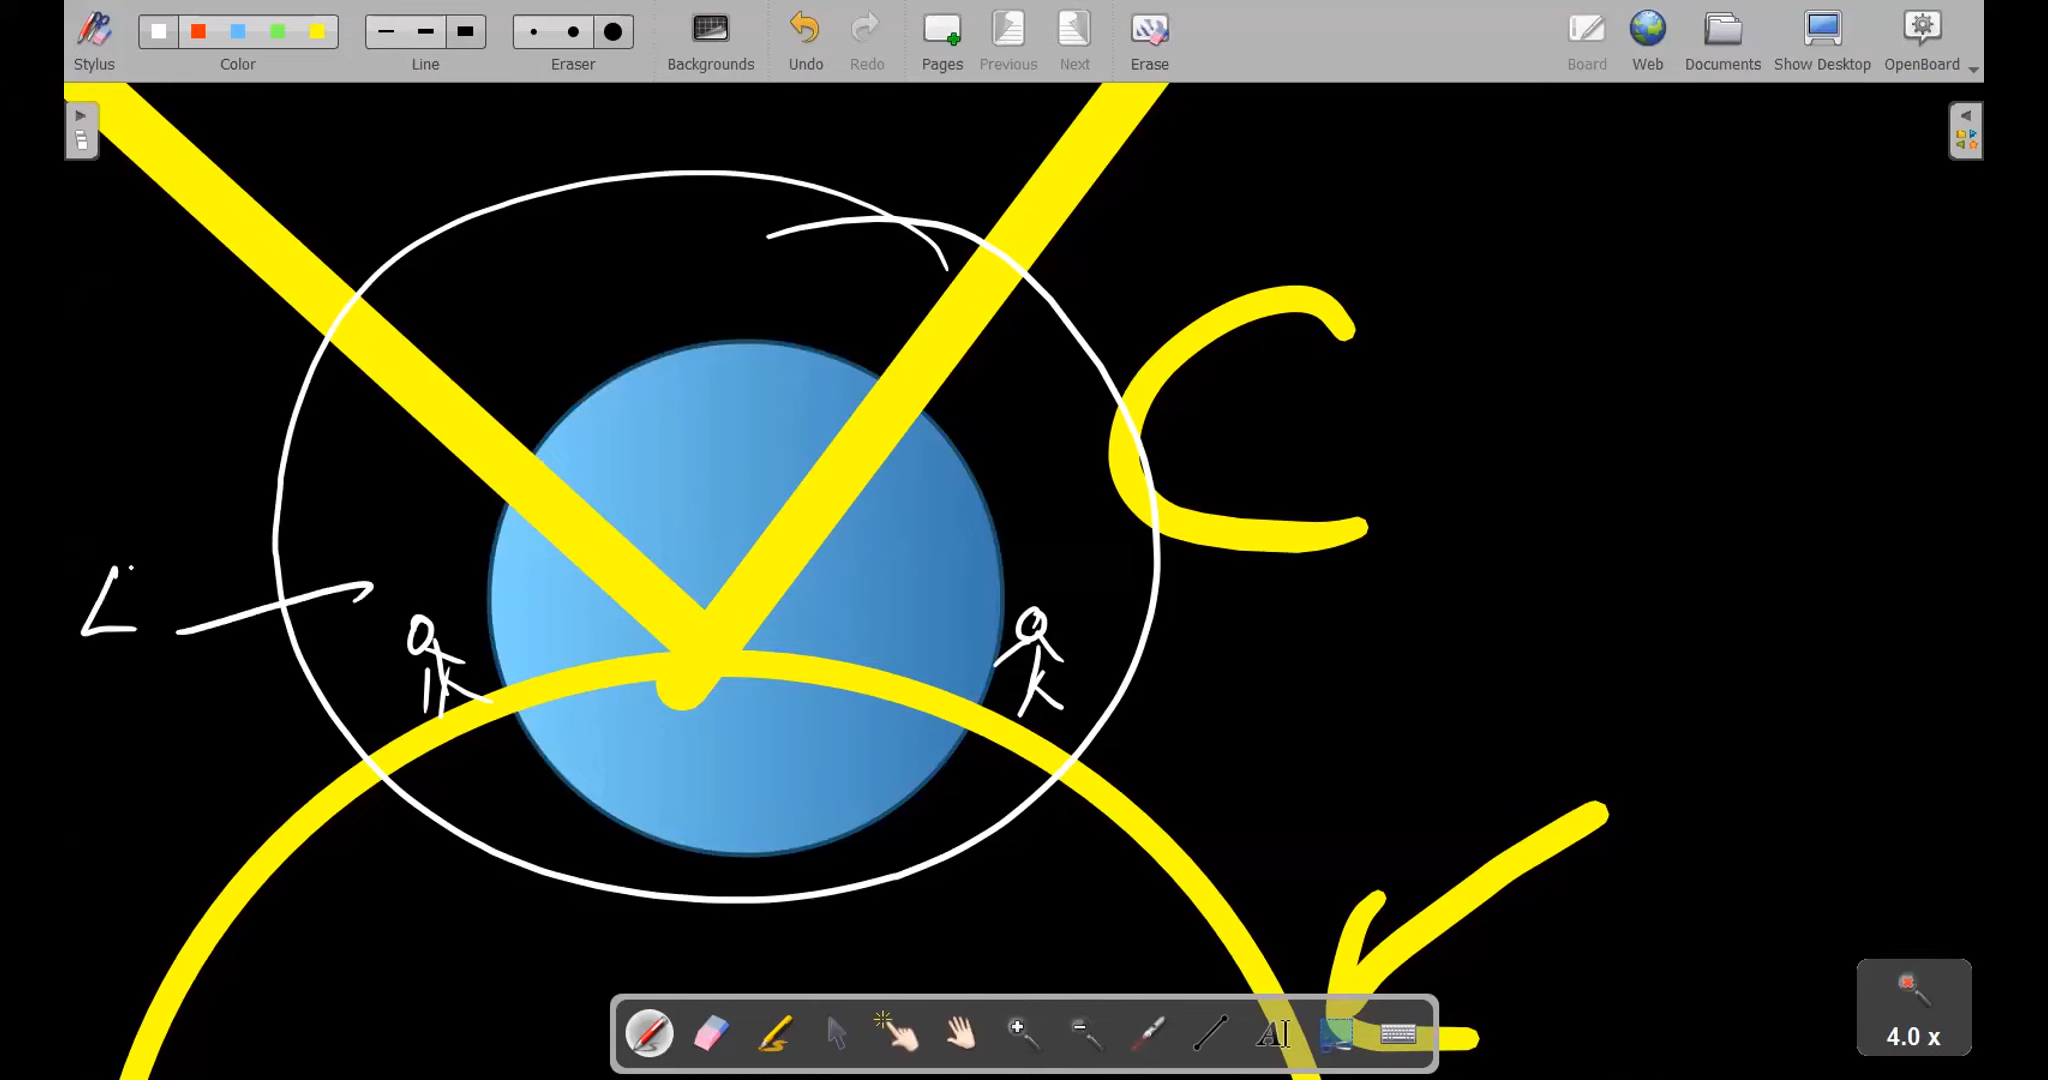 Stylus
Color
Line
Eraser
Backgrounds
Undo
Redo
Pages
Previous
Next
Erase
Board
Web
Documents
Show Desktop
OpenBoard
C
L
AI
4.0 x